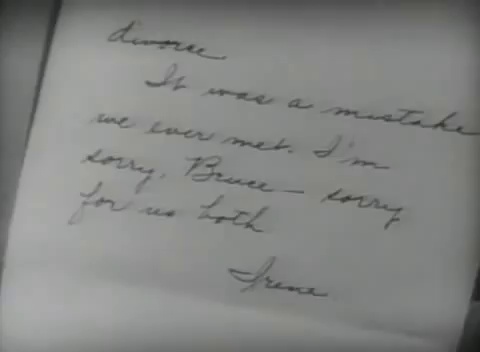 divorce
It was a mistake
we ever met. I'm
sorry, Bruce — sorry
for us both
Irene